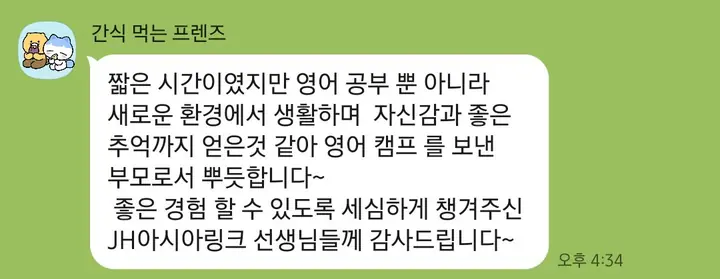 간식 먹는 프렌즈
짧은 시간이였지만 영어 공부 뿐 아니라
새로운 환경에서 생활하며  자신감과 좋은
추억까지 얻은것 같아 영어 캠프 를 보낸
부모로서 뿌듯합니다~
좋은 경험 할 수 있도록 세심하게 챙겨주신
JH아시아링크 선생님들께 감사드립니다~
오후 4:34